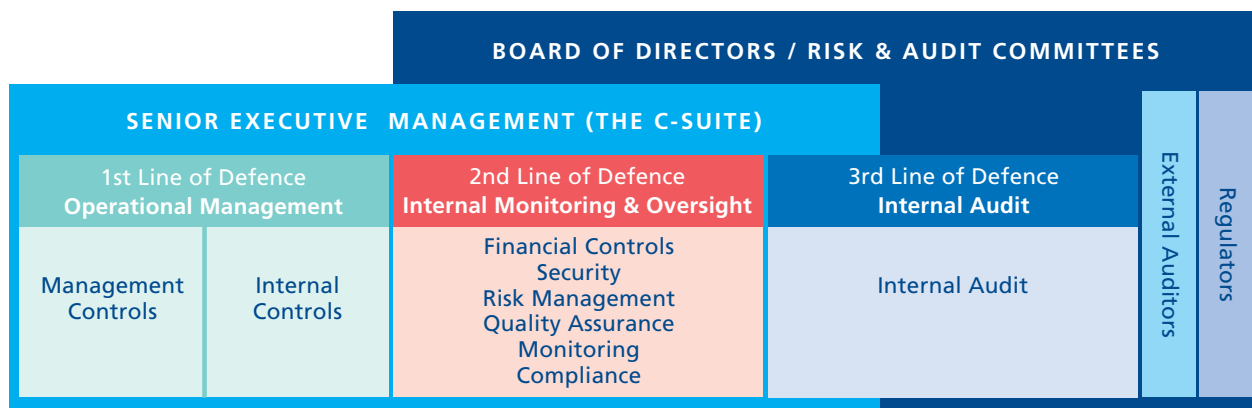 BOARD OF DIRECTORS / RISK & AUDIT COMMITTEES
SENIOR EXECUTIVE MANAGEMENT (THE C-SUITE)
1st Line of Defence
Operational Management
2nd Line of Defence
Internal Monitoring & Oversight
3rd Line of Defence
Internal Audit
Management
Controls
Internal
Controls
Financial Controls
Security
Risk Management
Quality Assurance
Monitoring
Compliance
Internal Audit
External Auditors
Regulators